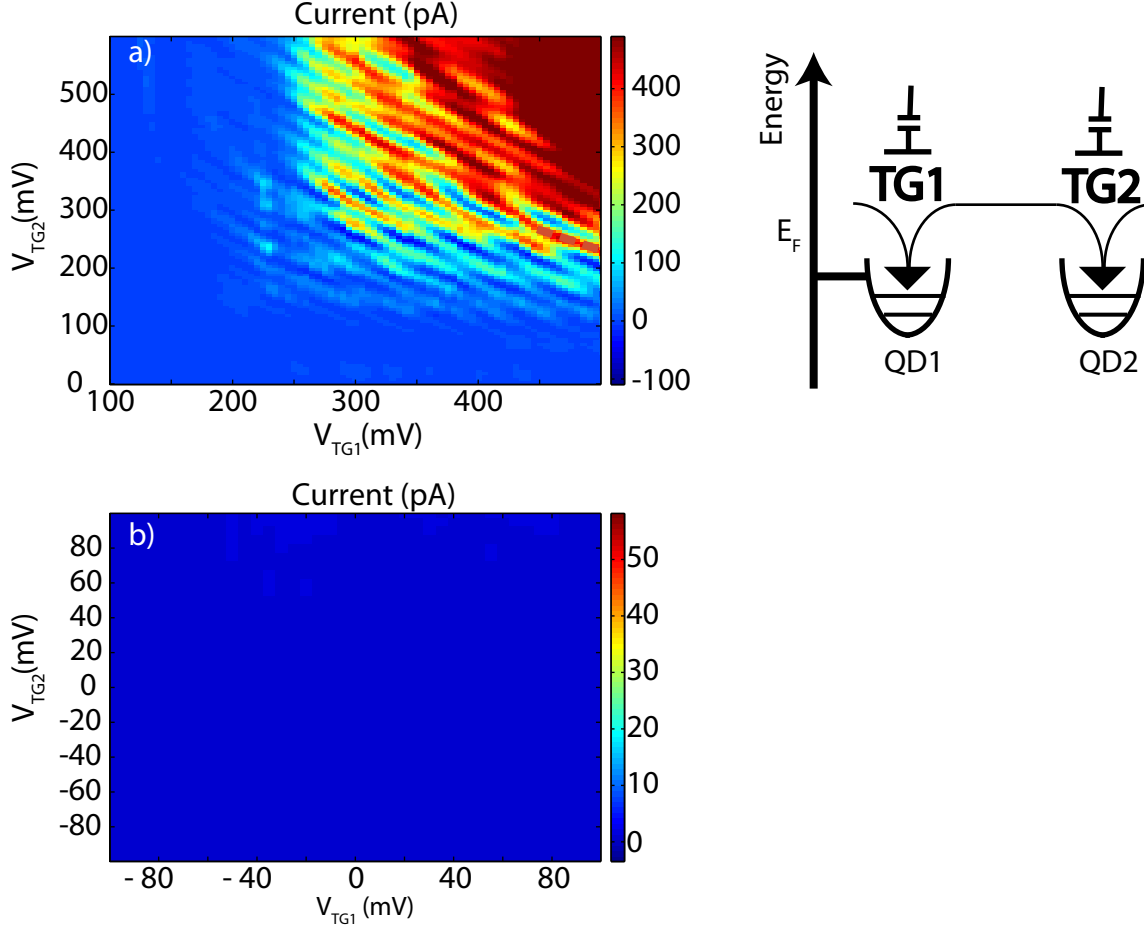 Current (pA)
a)
V_TG2(mV)
500
400
300
200
100
0
100
200
300
400
V_TG1(mV)
400
300
200
100
0
-100
Energy
E_F
TG1
TG2
QD1
QD2
Current (pA)
b)
V_TG2(mV)
80
60
40
20
0
-20
-40
-60
-80
- 80
- 40
0
40
80
V_TG1 (mV)
50
40
30
20
10
0